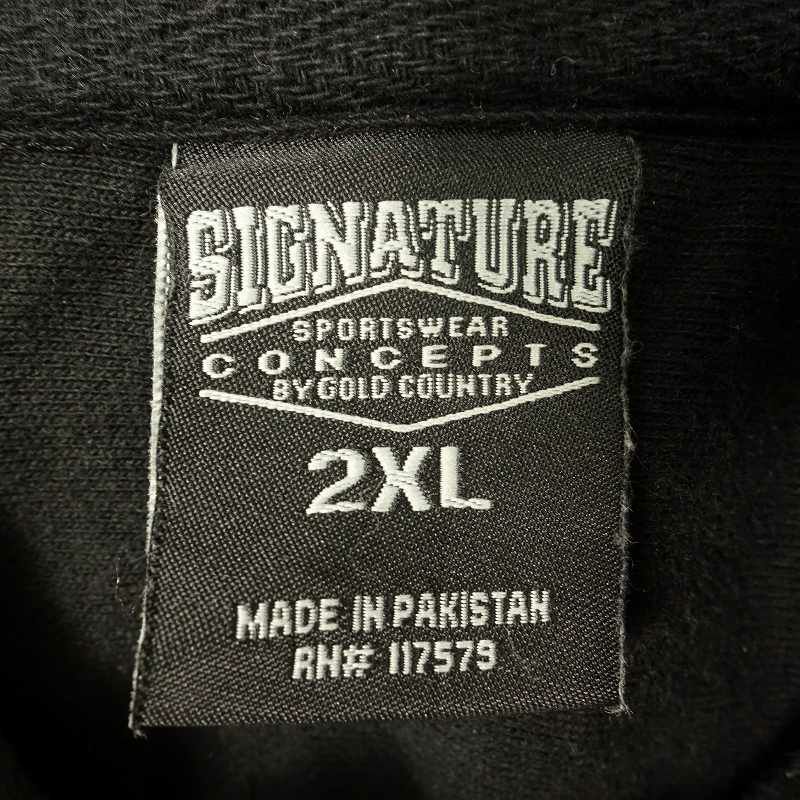 SIGNATURE
SPORTSWEAR
CONCEPTS
BY GOLD COUNTRY
2XL
MADE IN PAKISTAN
RN# 117579